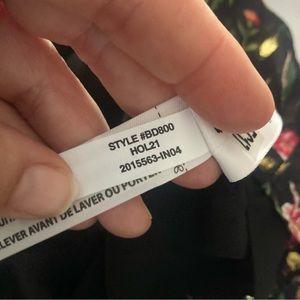 STYLE #BD800
HOL21
2015563-IN04
LEVER AVANT DE LAVER OU PORTER